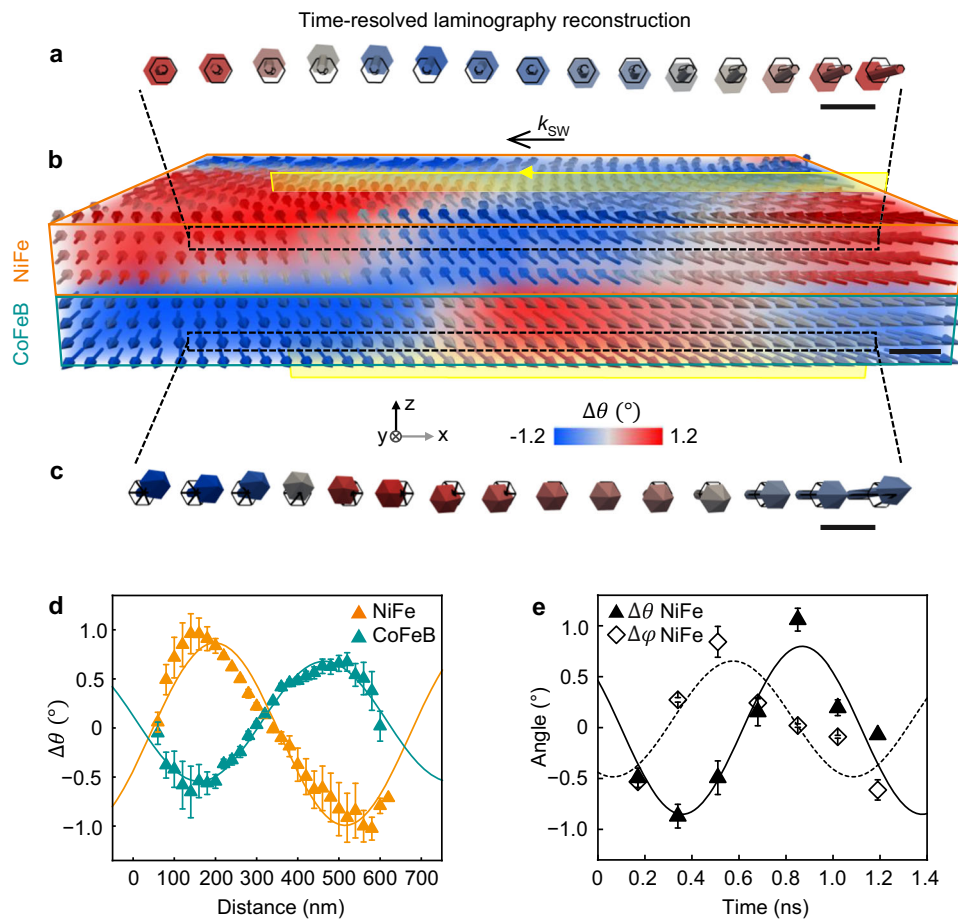 Time-resolved laminography reconstruction
a
k_SW
b
NiFe
CoFeB
z
y x
Δθ (°)
-1.2 1.2
c
d
NiFe
CoFeB
1.0
0.5
0
−0.5
−1.0
Δθ (°)
0 100 200 300 400 500 600 700
Distance (nm)
e
Δθ NiFe
Δφ NiFe
1.0
0.5
0
−0.5
−1.0
Angle (°)
0 0.2 0.4 0.6 0.8 1.0 1.2 1.4
Time (ns)